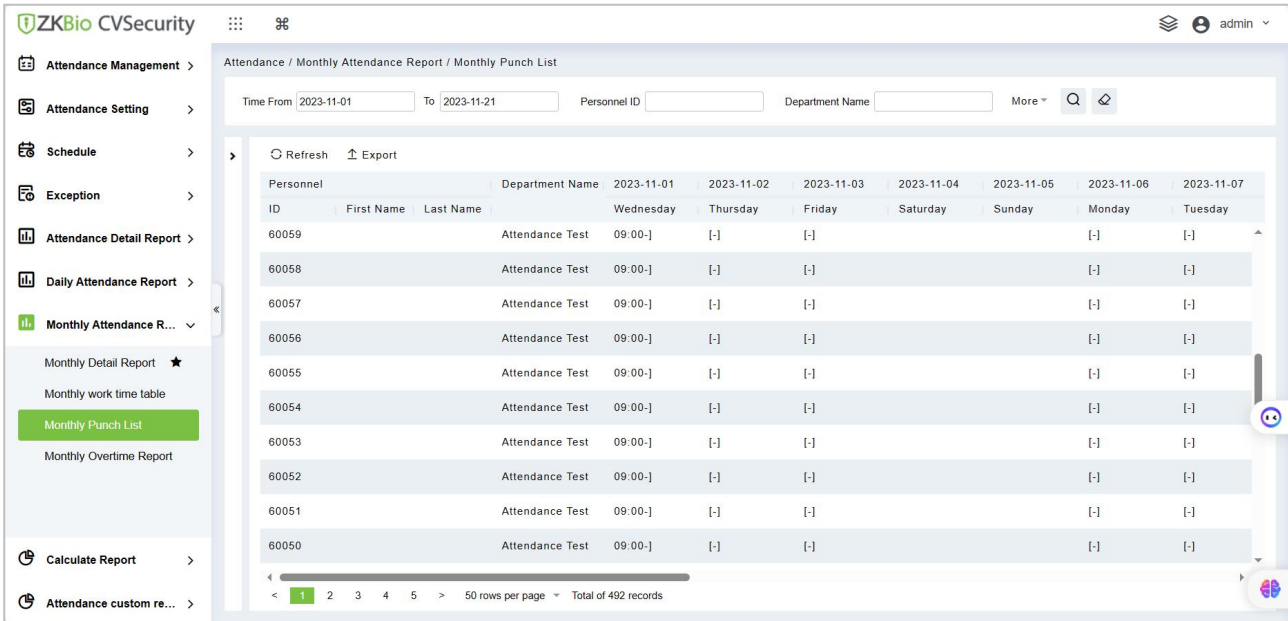 ZKBio CVSecurity
admin
Attendance Management
Attendance Setting
Schedule
Exception
Attendance Detail Report
Daily Attendance Report
Monthly Attendance R...
Monthly Detail Report
Monthly work time table
Monthly Punch List
Monthly Overtime Report
Calculate Report
Attendance custom re...
Attendance / Monthly Attendance Report / Monthly Punch List
Time From 2023-11-01 To 2023-11-21 Personnel ID Department Name More
Refresh Export
Personnel Department Name 2023-11-01 2023-11-02 2023-11-03 2023-11-04 2023-11-05 2023-11-06 2023-11-07
ID First Name Last Name Wednesday Thursday Friday Saturday Sunday Monday Tuesday
60059 Attendance Test 09:00-] [-] [-] [-] [-]
60058 Attendance Test 09:00-] [-] [-] [-] [-]
60057 Attendance Test 09:00-] [-] [-] [-] [-]
60056 Attendance Test 09:00-] [-] [-] [-] [-]
60055 Attendance Test 09:00-] [-] [-] [-] [-]
60054 Attendance Test 09:00-] [-] [-] [-] [-]
60053 Attendance Test 09:00-] [-] [-] [-] [-]
60052 Attendance Test 09:00-] [-] [-] [-] [-]
60051 Attendance Test 09:00-] [-] [-] [-] [-]
60050 Attendance Test 09:00-] [-] [-] [-] [-]
< 1 2 3 4 5 > 50 rows per page Total of 492 records